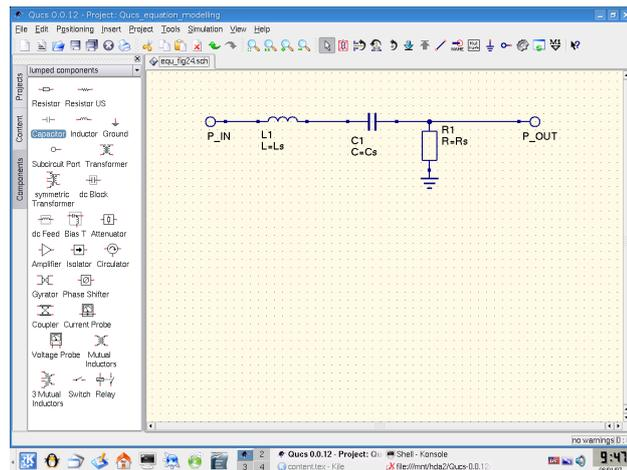 Qucs 0.0.12 - Project: Qucs_equation_modelling
File Edit Positioning Insert Project Tools Simulation View Help
Projects
Content
Components
lumped components
Resistor Resistor US
Capacitor Inductor Ground
Subcircuit Port Transformer
symmetric Transformer
dc Block
dc Feed Bias T Attenuator
Amplifier Isolator Circulator
Gyrator Phase Shifter
Coupler Current Probe
Voltage Probe Mutual Inductors
3 Mutual Inductors
Switch Relay
equ_fig24.sch
P_IN
L1
L=Ls
C1
C=Cs
R1
R=Rs
P_OUT
no warnings 0 :
2
3 4
Qucs 0.0.12 - Project: Qu
Shell - Konsole
content.tex - Kile
file:///mnt/hda2/Qucs-0.0.12
9:47